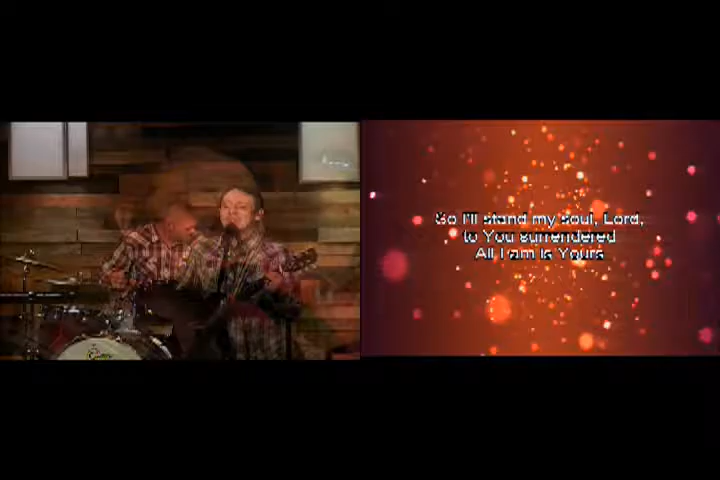 So I'll stand my soul, Lord,
to You surrendered
All I am is Yours